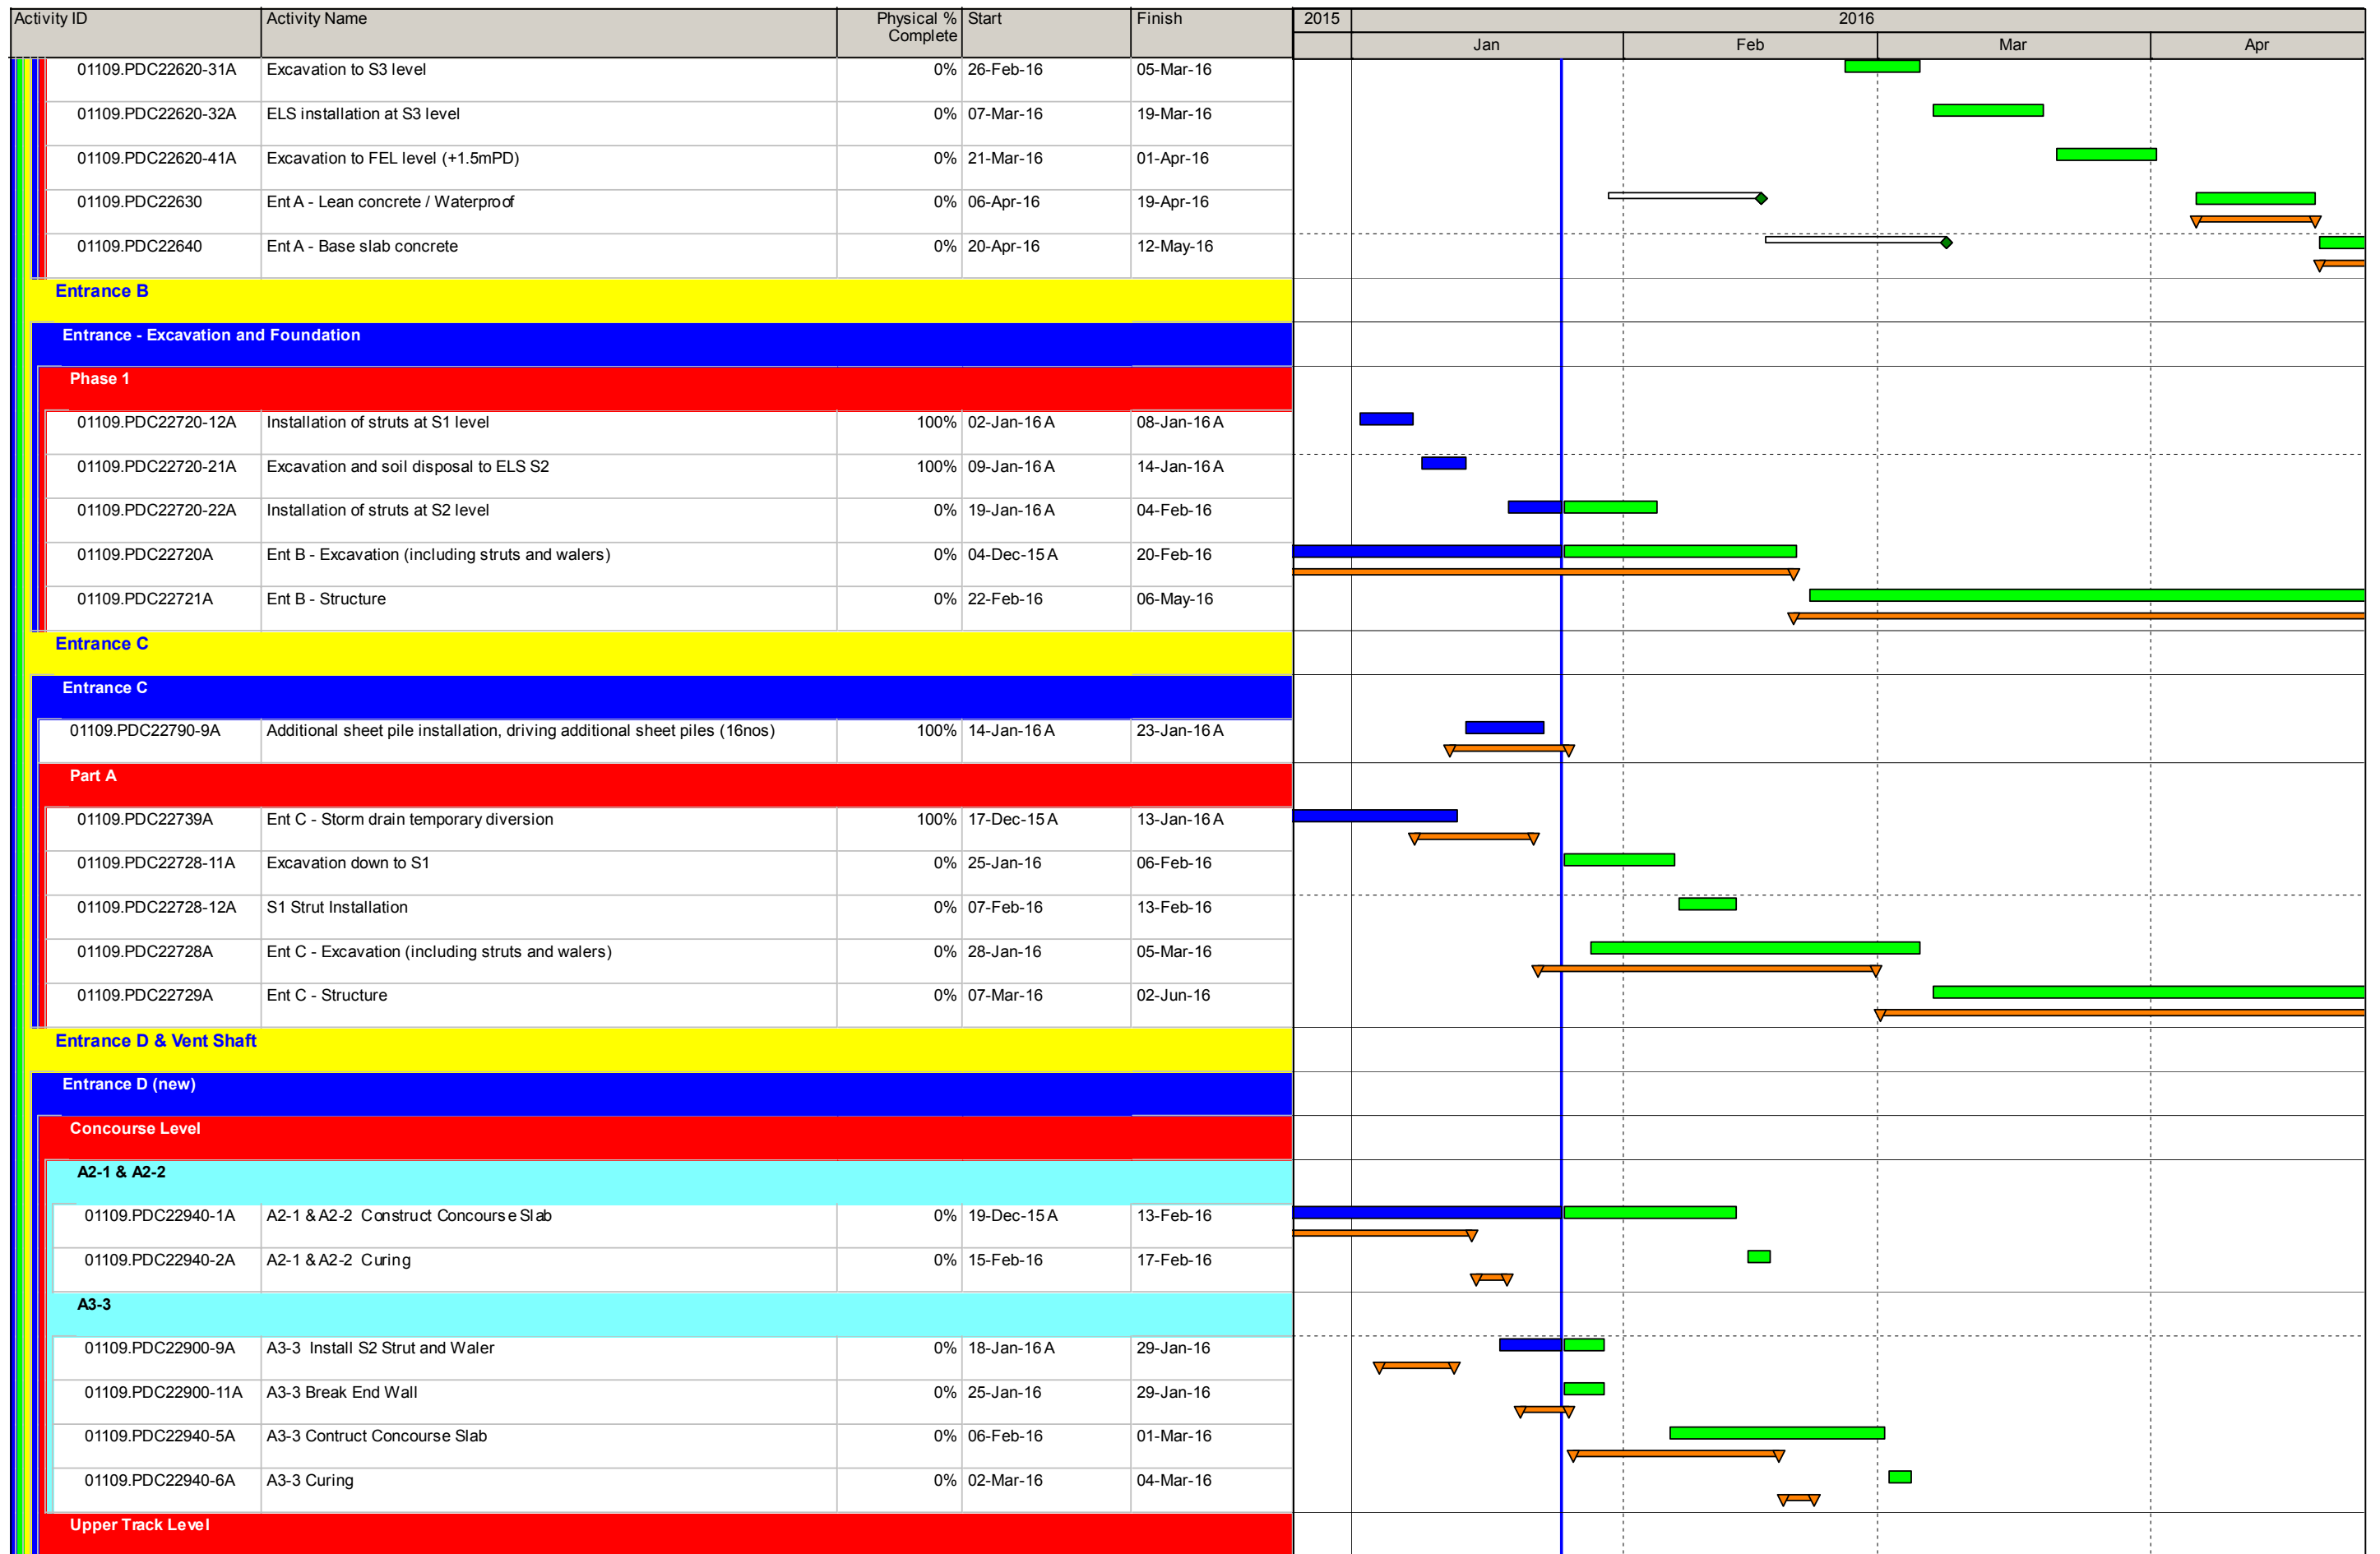 Activity ID Activity Name Physical % Complete Start Finish 2015 2016
Jan Feb Mar Apr
01109.PDC22620-31A Excavation to S3 level 0% 26-Feb-16 05-Mar-16
01109.PDC22620-32A ELS installation at S3 level 0% 07-Mar-16 19-Mar-16
01109.PDC22620-41A Excavation to FEL level (+1.5mPD) 0% 21-Mar-16 01-Apr-16
01109.PDC22630 Ent A - Lean concrete / Waterproof 0% 06-Apr-16 19-Apr-16
01109.PDC22640 Ent A - Base slab concrete 0% 20-Apr-16 12-May-16
Entrance B
Entrance - Excavation and Foundation
Phase 1
01109.PDC22720-12A Installation of struts at S1 level 100% 02-Jan-16 A 08-Jan-16 A
01109.PDC22720-21A Excavation and soil disposal to ELS S2 100% 09-Jan-16 A 14-Jan-16 A
01109.PDC22720-22A Installation of struts at S2 level 0% 19-Jan-16 A 04-Feb-16
01109.PDC22720A Ent B - Excavation (including struts and walers) 0% 04-Dec-15 A 20-Feb-16
01109.PDC22721A Ent B - Structure 0% 22-Feb-16 06-May-16
Entrance C
Entrance C
01109.PDC22790-9A Additional sheet pile installation, driving additional sheet piles (16nos) 100% 14-Jan-16 A 23-Jan-16 A
Part A
01109.PDC22739A Ent C - Storm drain temporary diversion 100% 17-Dec-15 A 13-Jan-16 A
01109.PDC22728-11A Excavation down to S1 0% 25-Jan-16 06-Feb-16
01109.PDC22728-12A S1 Strut Installation 0% 07-Feb-16 13-Feb-16
01109.PDC22728A Ent C - Excavation (including struts and walers) 0% 28-Jan-16 05-Mar-16
01109.PDC22729A Ent C - Structure 0% 07-Mar-16 02-Jun-16
Entrance D & Vent Shaft
Entrance D (new)
Concourse Level
A2-1 & A2-2
01109.PDC22940-1A A2-1 & A2-2 Construct Concourse Slab 0% 19-Dec-15 A 13-Feb-16
01109.PDC22940-2A A2-1 & A2-2 Curing 0% 15-Feb-16 17-Feb-16
A3-3
01109.PDC22900-9A A3-3 Install S2 Strut and Waler 0% 18-Jan-16 A 29-Jan-16
01109.PDC22900-11A A3-3 Break End Wall 0% 25-Jan-16 29-Jan-16
01109.PDC22940-5A A3-3 Contruct Concourse Slab 0% 06-Feb-16 01-Mar-16
01109.PDC22940-6A A3-3 Curing 0% 02-Mar-16 04-Mar-16
Upper Track Level